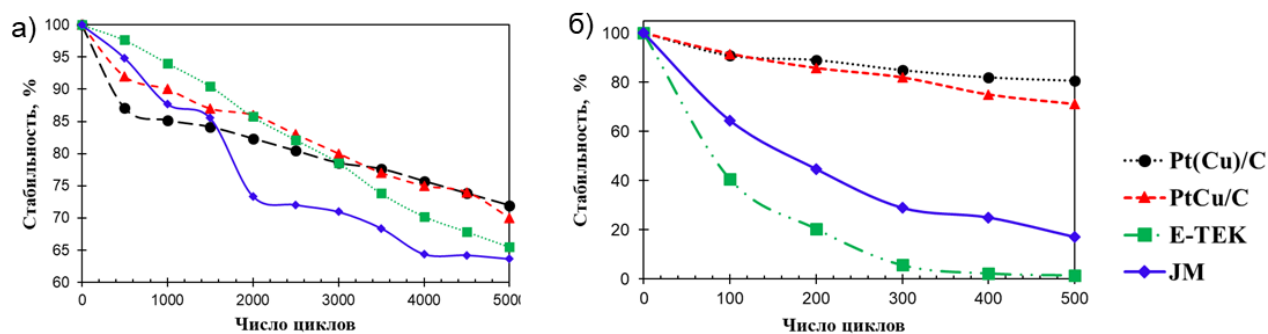 а)
Стабильность, %
100
95
90
85
80
75
70
65
60
0
1000
2000
3000
4000
5000
Число циклов
б)
Стабильность, %
100
80
60
40
20
0
0
100
200
300
400
500
Число циклов
Pt(Cu)/C
PtCu/C
E-TEK
JM